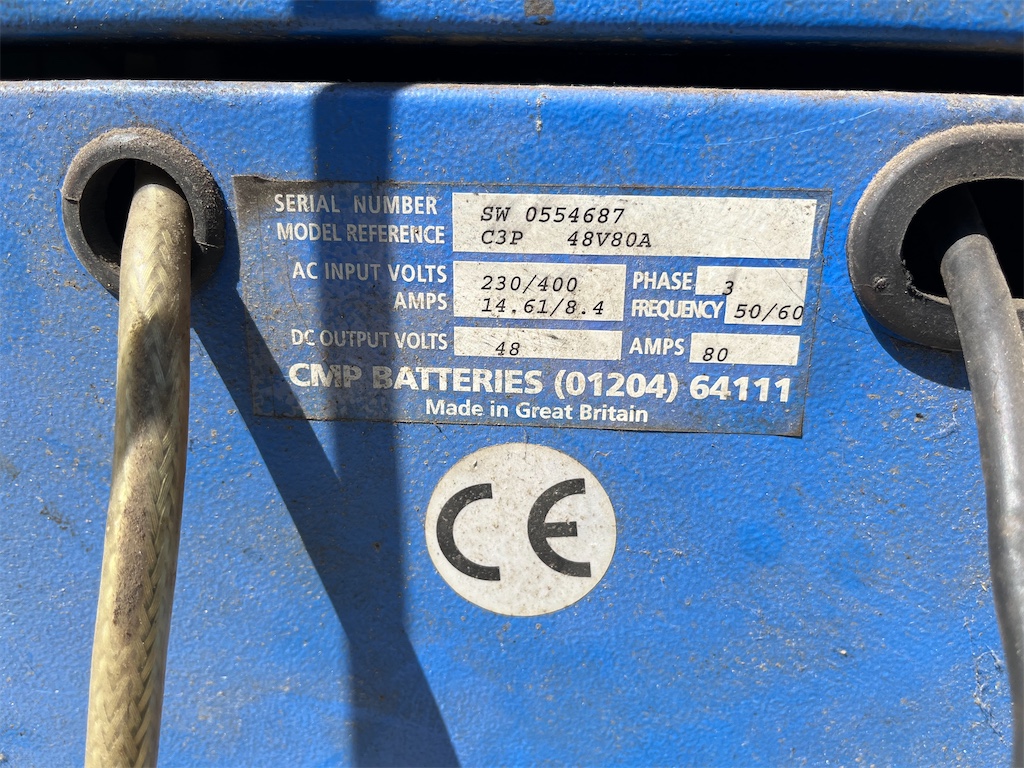 SERIAL NUMBER SW 0554687
MODEL REFERENCE C3P 48V80A
AC INPUT VOLTS 230/400 PHASE 3
AMPS 14.61/8.4 FREQUENCY 50/60
DC OUTPUT VOLTS 48 AMPS 80
CMP BATTERIES (01204) 64111
Made in Great Britain
CE